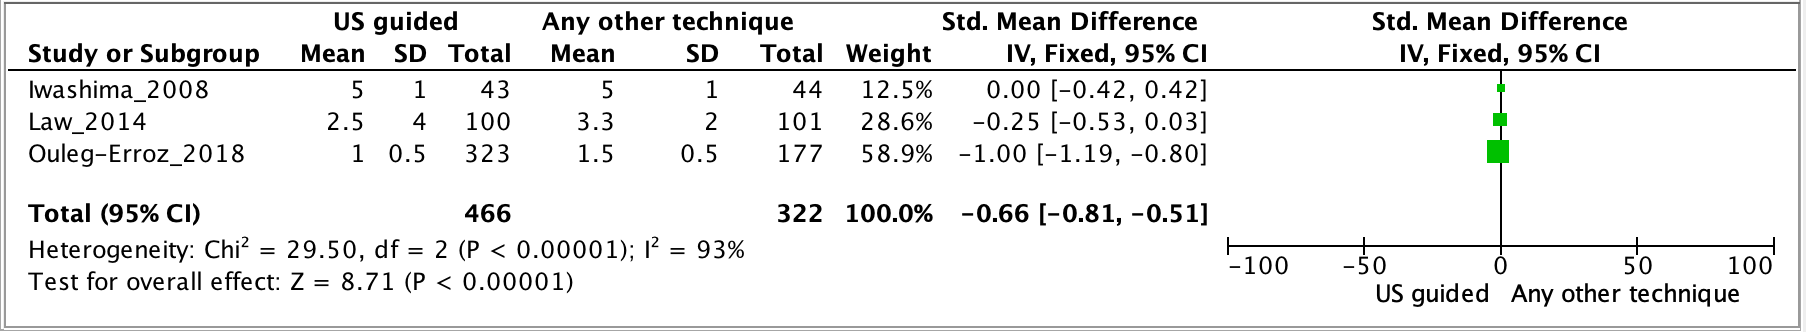 US guided Any other technique Std. Mean Difference Std. Mean Difference
Study or Subgroup Mean SD Total Mean SD Total Weight IV, Fixed, 95% CI IV, Fixed, 95% CI
Iwashima_2008 5 1 43 5 1 44 12.5% 0.00 [-0.42, 0.42]
Law_2014 2.5 4 100 3.3 2 101 28.6% -0.25 [-0.53, 0.03]
Ouleg-Erroz_2018 1 0.5 323 1.5 0.5 177 58.9% -1.00 [-1.19, -0.80]
Total (95% CI) 466 322 100.0% -0.66 [-0.81, -0.51]
Heterogeneity: Chi² = 29.50, df = 2 (P < 0.00001); I² = 93%
Test for overall effect: Z = 8.71 (P < 0.00001)
-100 -50 0 50 100
US guided Any other technique